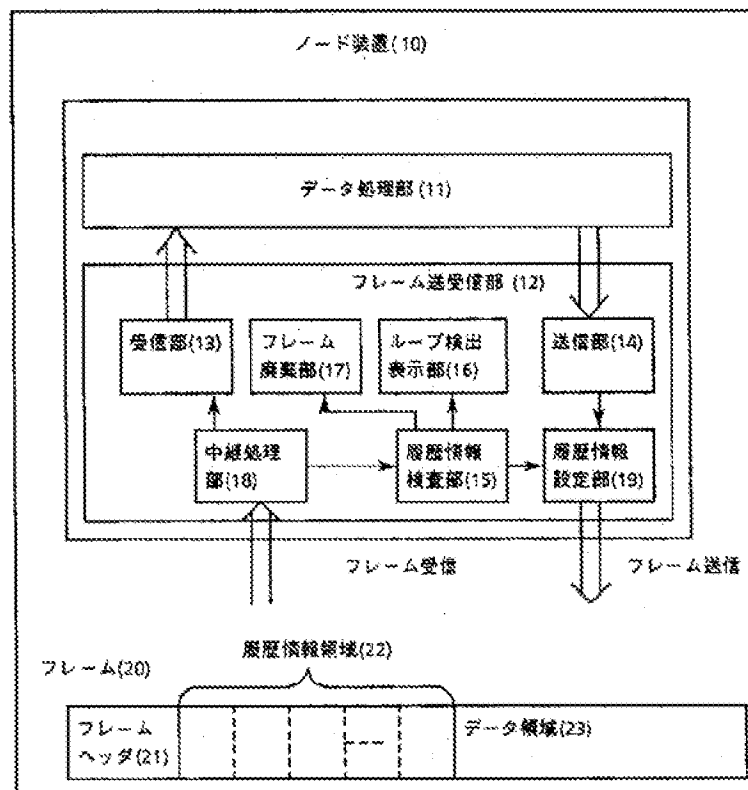 ノード装置(10)
データ処理部(11)
フレーム送受信部(12)
受信部(13)
フレーム
廃棄部(17)
ループ検出
表示部(16)
送信部(14)
中継処理
部(18)
履歴情報
検査部(15)
履歴情報
設定部(19)
フレーム受信
フレーム送信
履歴情報領域(22)
フレーム(20)
フレーム
ヘッダ(21)
データ領域(23)